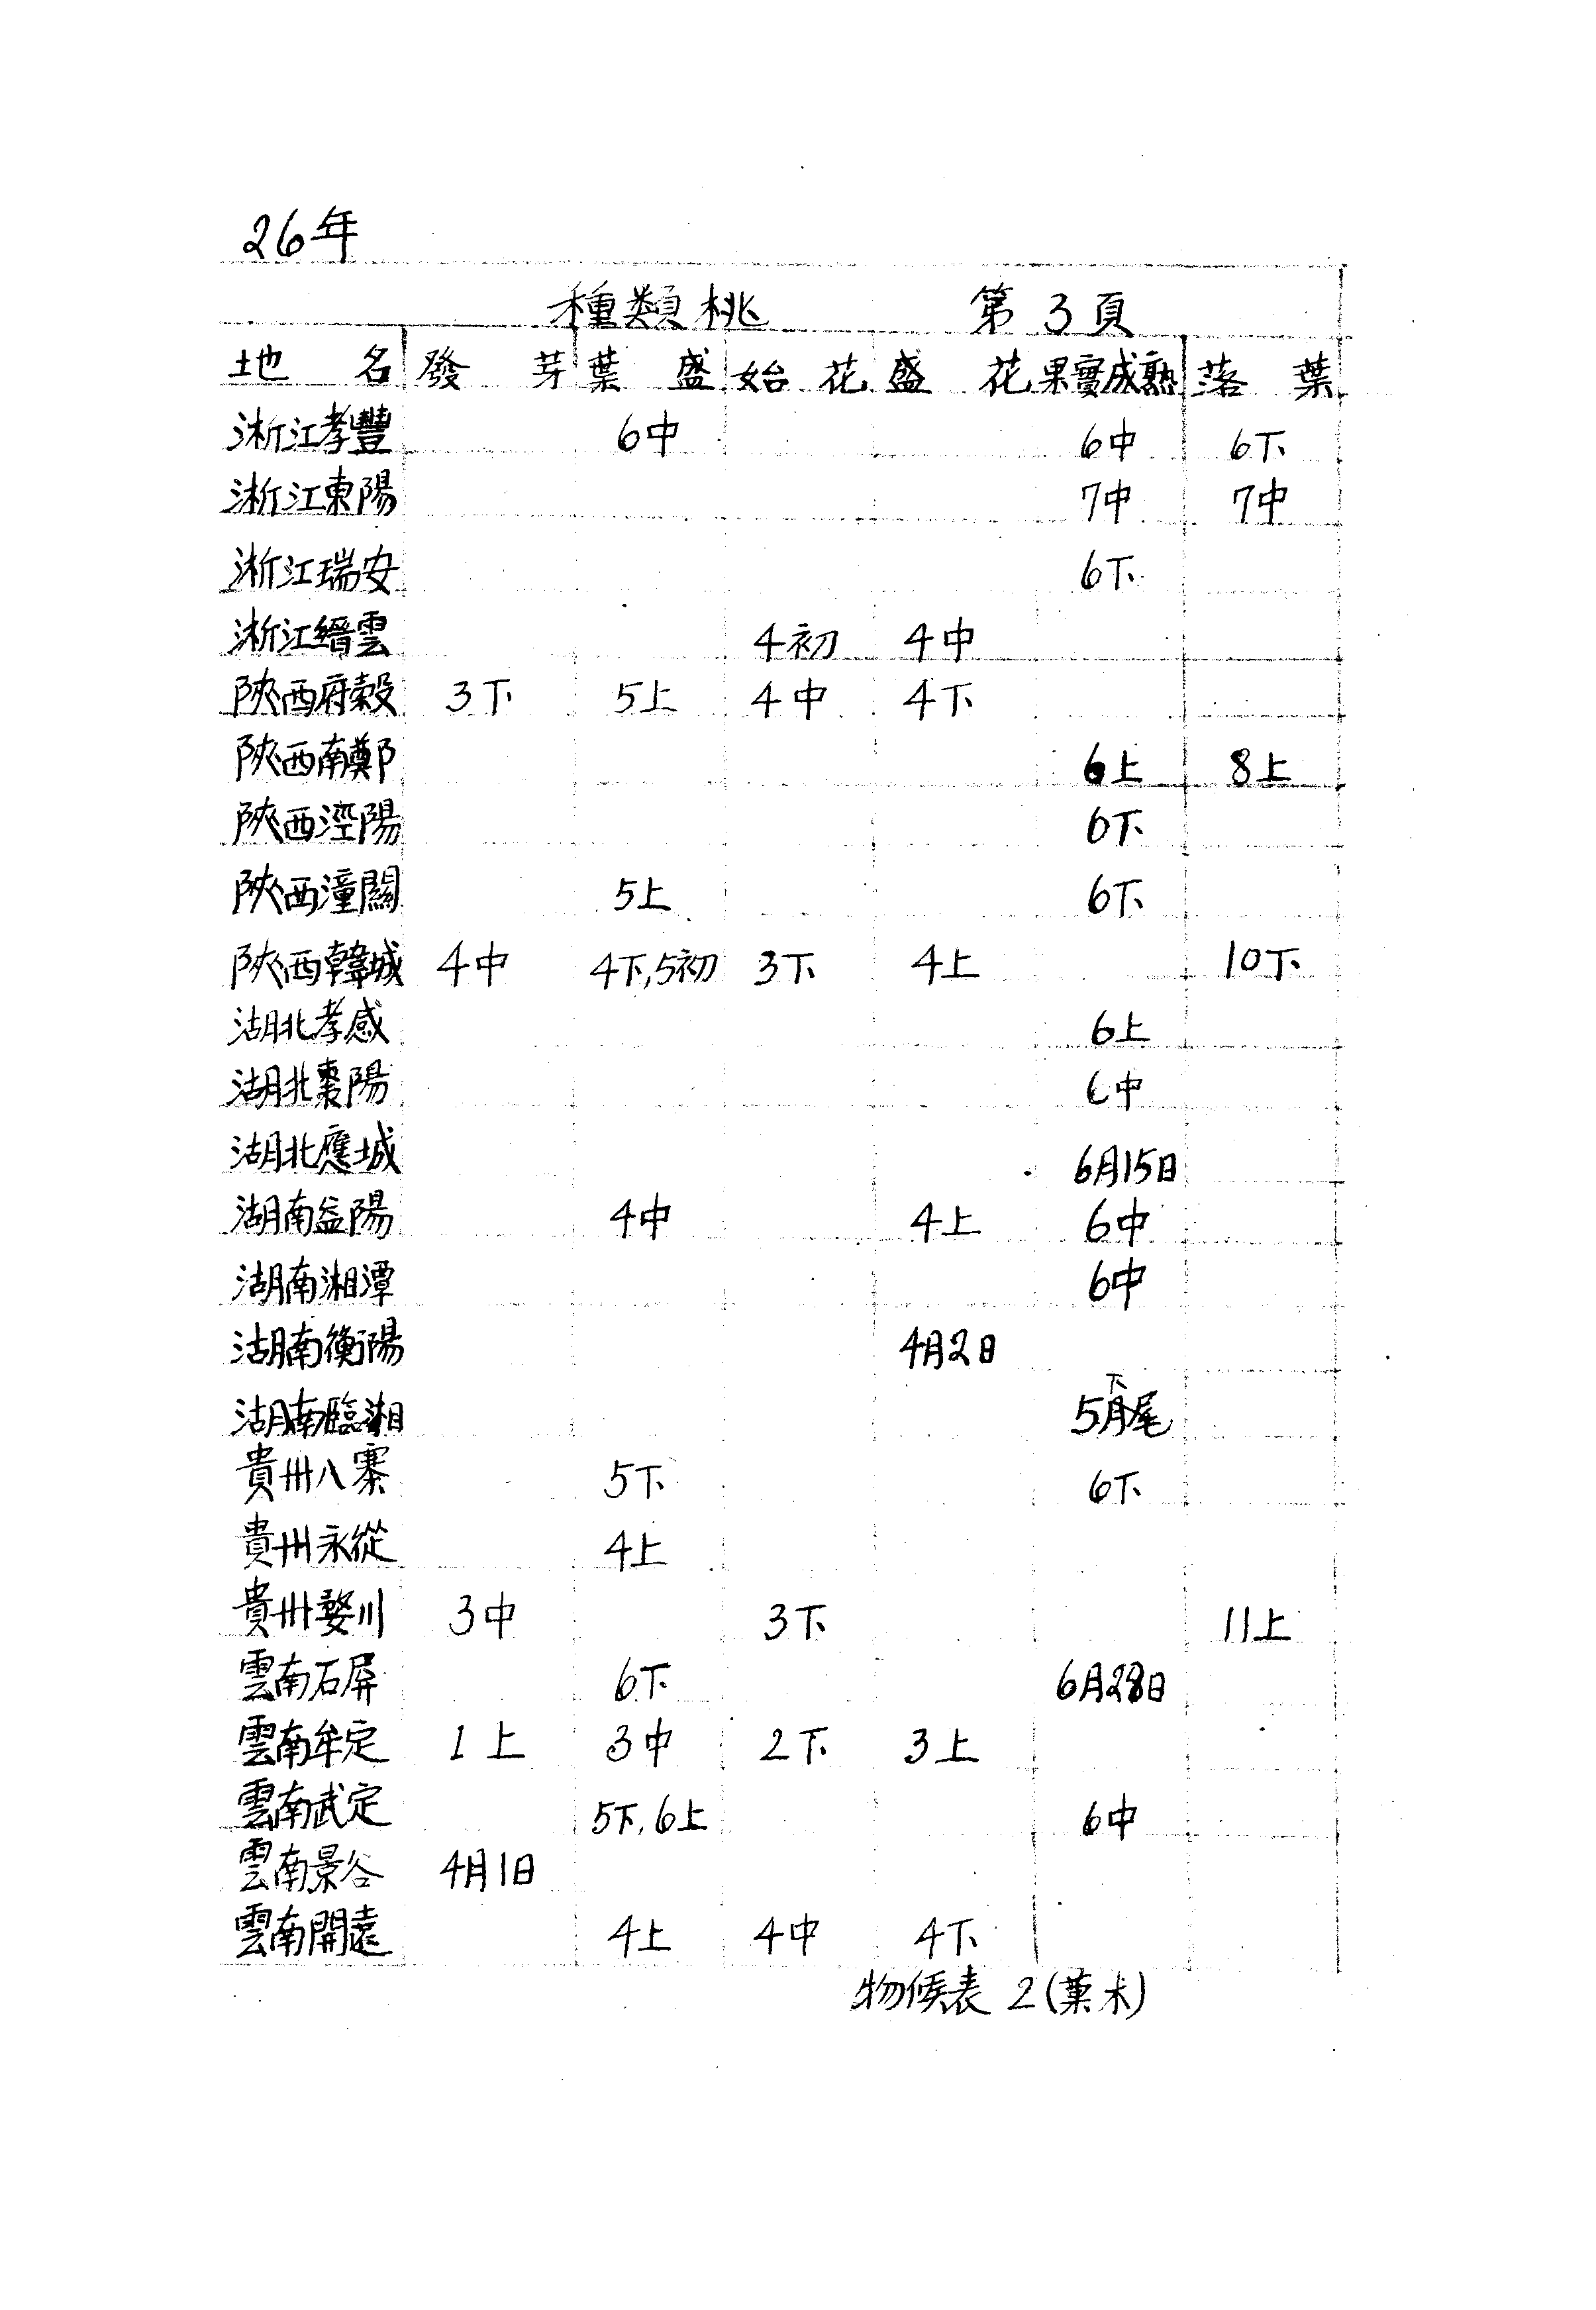 26年
種類桃 第3頁
地名 發芽 葉盛 始花 盛花 果實成熟 落葉
浙江孝豐 6中 6中 6下
浙江東陽 7中 7中
浙江瑞安 6下
浙江縉雲 4初 4中
陝西府穀 3下 5上 4中 4下
陝西南鄭 6上 8上
陝西涇陽 6下
陝西潼關 5上 6下
陝西韓城 4中 4下,5初 3下 4上 10下
湖北孝感 6上
湖北棗陽 6中
湖北應城 6月15日
湖南益陽 4中 4上 6中
湖南湘潭 6中
湖南衡陽 4月2日
下
湖南臨湘 5月尾
貴州八寨 5下 6下
貴州永從 4上
貴州婺川 3中 3下 11上
雲南石屏 6下 6月28日
雲南牟定 1上 3中 2下 3上
雲南武定 5下,6上 6中
雲南景谷 4月1日
雲南開遠 4上 4中 4下
物候表 2(葉木)